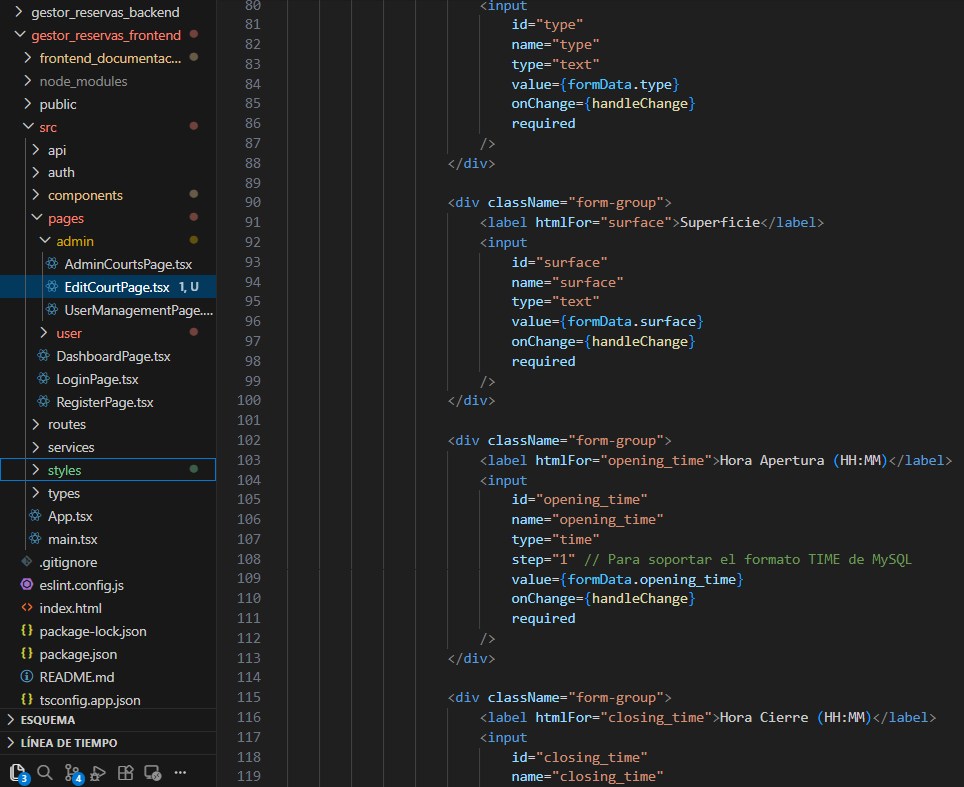 gestor_reservas_backend
gestor_reservas_frontend
frontend_documentac...
node_modules
public
src
api
auth
components
pages
admin
AdminCourtsPage.tsx
EditCourtPage.tsx 1, U
UserManagementPage....
user
DashboardPage.tsx
LoginPage.tsx
RegisterPage.tsx
routes
services
styles
types
App.tsx
main.tsx
.gitignore
eslint.config.js
index.html
{} package-lock.json
{} package.json
README.md
{} tsconfig.app.json
ESQUEMA
LÍNEA DE TIEMPO
3
4
80 <input
81 id="type"
82 name="type"
83 type="text"
84 value={formData.type}
85 onChange={handleChange}
86 required
87 />
88 </div>
89
90 <div className="form-group">
91 <label htmlFor="surface">Superficie</label>
92 <input
93 id="surface"
94 name="surface"
95 type="text"
96 value={formData.surface}
97 onChange={handleChange}
98 required
99 />
100 </div>
101
102 <div className="form-group">
103 <label htmlFor="opening_time">Hora Apertura (HH:MM)</label>
104 <input
105 id="opening_time"
106 name="opening_time"
107 type="time"
108 step="1" // Para soportar el formato TIME de MySQL
109 value={formData.opening_time}
110 onChange={handleChange}
111 required
112 />
113 </div>
114
115 <div className="form-group">
116 <label htmlFor="closing_time">Hora Cierre (HH:MM)</label>
117 <input
118 id="closing_time"
119 name="closing_time"